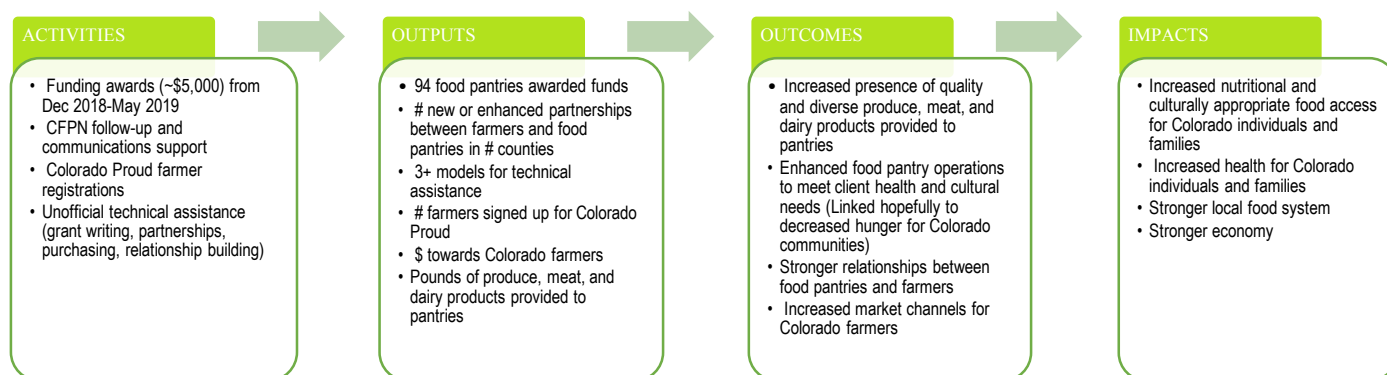 ACTIVITIES
• Funding awards (~$5,000) from
Dec 2018-May 2019
• CFPN follow-up and
communications support
• Colorado Proud farmer
registrations
• Unofficial technical assistance
(grant writing, partnerships,
purchasing, relationship building)
OUTPUTS
• 94 food pantries awarded funds
• # new or enhanced partnerships
between farmers and food
pantries in # counties
• 3+ models for technical
assistance
• # farmers signed up for Colorado
Proud
• $ towards Colorado farmers
• Pounds of produce, meat, and
dairy products provided to
pantries
OUTCOMES
• Increased presence of quality
and diverse produce, meat, and
dairy products provided to
pantries
• Enhanced food pantry operations
to meet client health and cultural
needs (Linked hopefully to
decreased hunger for Colorado
communities)
• Stronger relationships between
food pantries and farmers
• Increased market channels for
Colorado farmers
IMPACTS
• Increased nutritional and
culturally appropriate food access
for Colorado individuals and
families
• Increased health for Colorado
individuals and families
• Stronger local food system
• Stronger economy